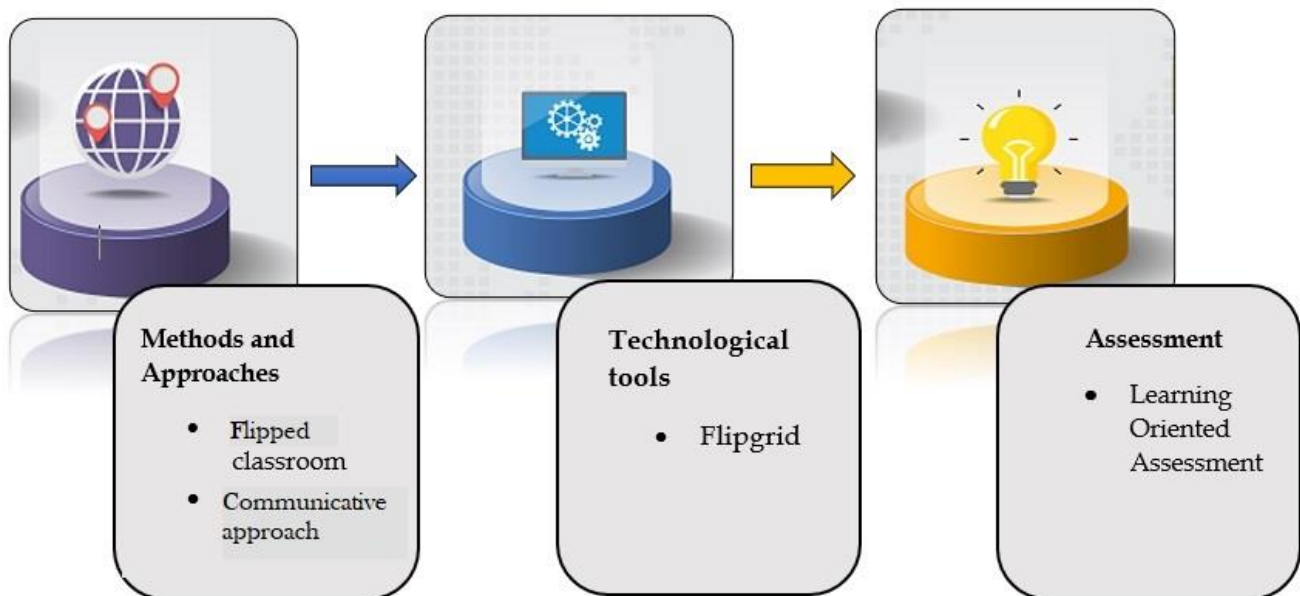 Methods and
Approaches
• Flipped
classroom
• Communicative
approach
Technological
tools
• Flipgrid
Assessment
• Learning
Oriented
Assessment